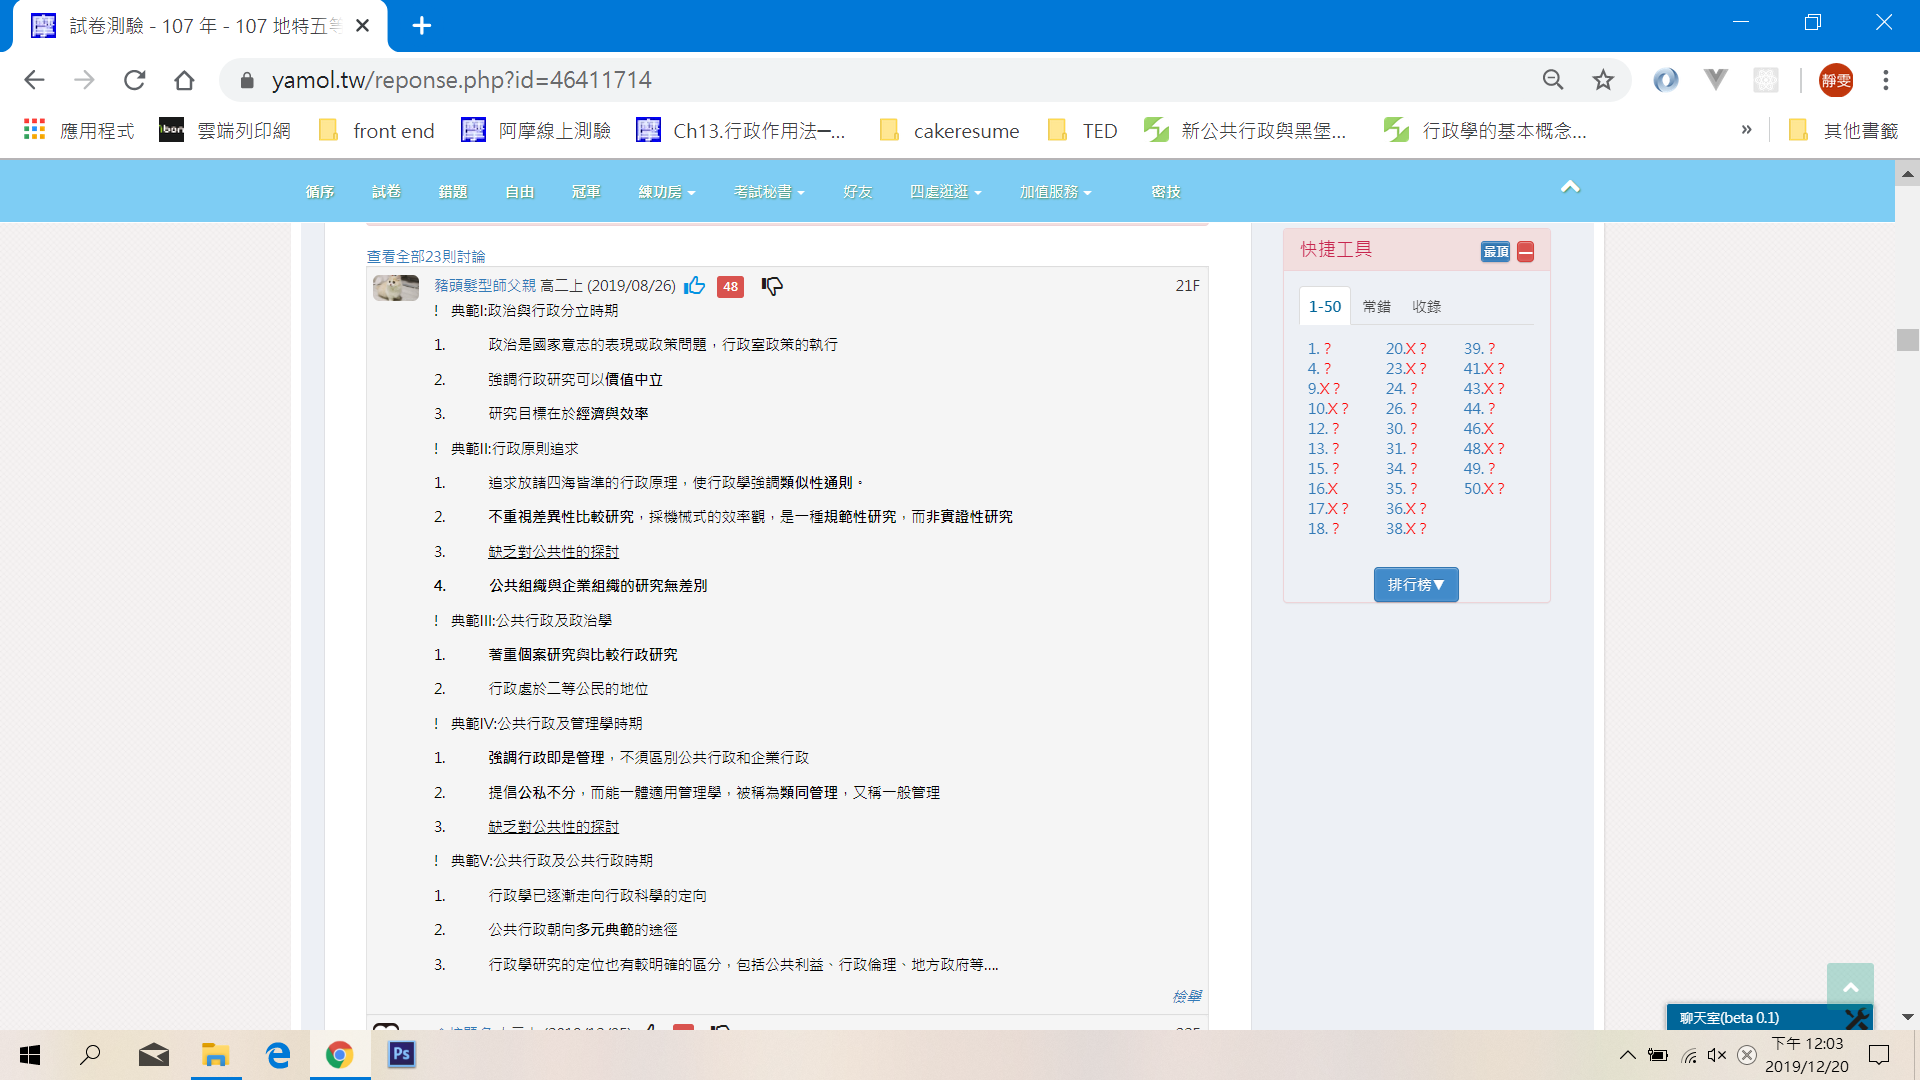 試卷測驗 - 107 年 - 107 地特五等
yamol.tw/reponse.php?id=46411714
靜雯
應用程式 ibon 雲端列印網 front end 阿摩線上測驗 Ch13.行政作用法─... cakeresume TED 新公共行政與黑堡... 行政學的基本概念... » 其他書籤
循序 試卷 錯題 自由 冠軍 練功房 考試秘書 好友 四處逛逛 加值服務 密技
查看全部23則討論
豬頭髮型師父親 高二上 (2019/08/26) 48 21F
! 典範I:政治與行政分立時期
1. 政治是國家意志的表現或政策問題，行政室政策的執行
2. 強調行政研究可以價值中立
3. 研究目標在於經濟與效率
! 典範II:行政原則追求
1. 追求放諸四海皆準的行政原理，使行政學強調類似性通則。
2. 不重視差異性比較研究，採機械式的效率觀，是一種規範性研究，而非實證性研究
3. 缺乏對公共性的探討
4. 公共組織與企業組織的研究無差別
! 典範III:公共行政及政治學
1. 著重個案研究與比較行政研究
2. 行政處於二等公民的地位
! 典範IV:公共行政及管理學時期
1. 強調行政即是管理，不須區別公共行政和企業行政
2. 提倡公私不分，而能一體適用管理學，被稱為類同管理，又稱一般管理
3. 缺乏對公共性的探討
! 典範V:公共行政及公共行政時期
1. 行政學已逐漸走向行政科學的定向
2. 公共行政朝向多元典範的途徑
3. 行政學研究的定位也有較明確的區分，包括公共利益、行政倫理、地方政府等....
檢舉
快捷工具 最頂
1-50 常錯 收錄
1. ? 20.X ? 39. ?
4. ? 23.X ? 41.X ?
9.X ? 24. ? 43.X ?
10.X ? 26. ? 44. ?
12. ? 30. ? 46.X
13. ? 31. ? 48.X ?
15. ? 34. ? 49. ?
16.X 35. ? 50.X ?
17.X ? 36.X ?
18. ? 38.X ?
排行榜▼
聊天室(beta 0.1)
Ps
下午 12:03
2019/12/20